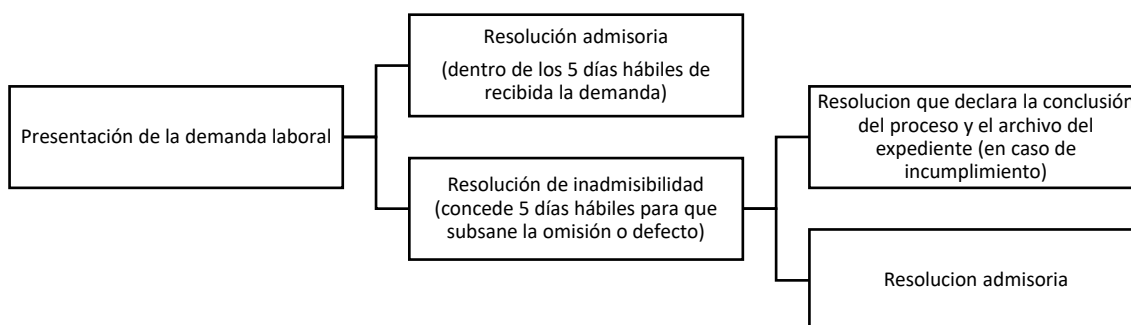 Resolución admisoria
(dentro de los 5 días hábiles de
recibida la demanda)
Presentación de la demanda laboral
Resolución de inadmisibilidad
(concede 5 días hábiles para que
subsane la omisión o defecto)
Resolucion que declara la conclusión
del proceso y el archivo del
expediente (en caso de
incumplimiento)
Resolucion admisoria